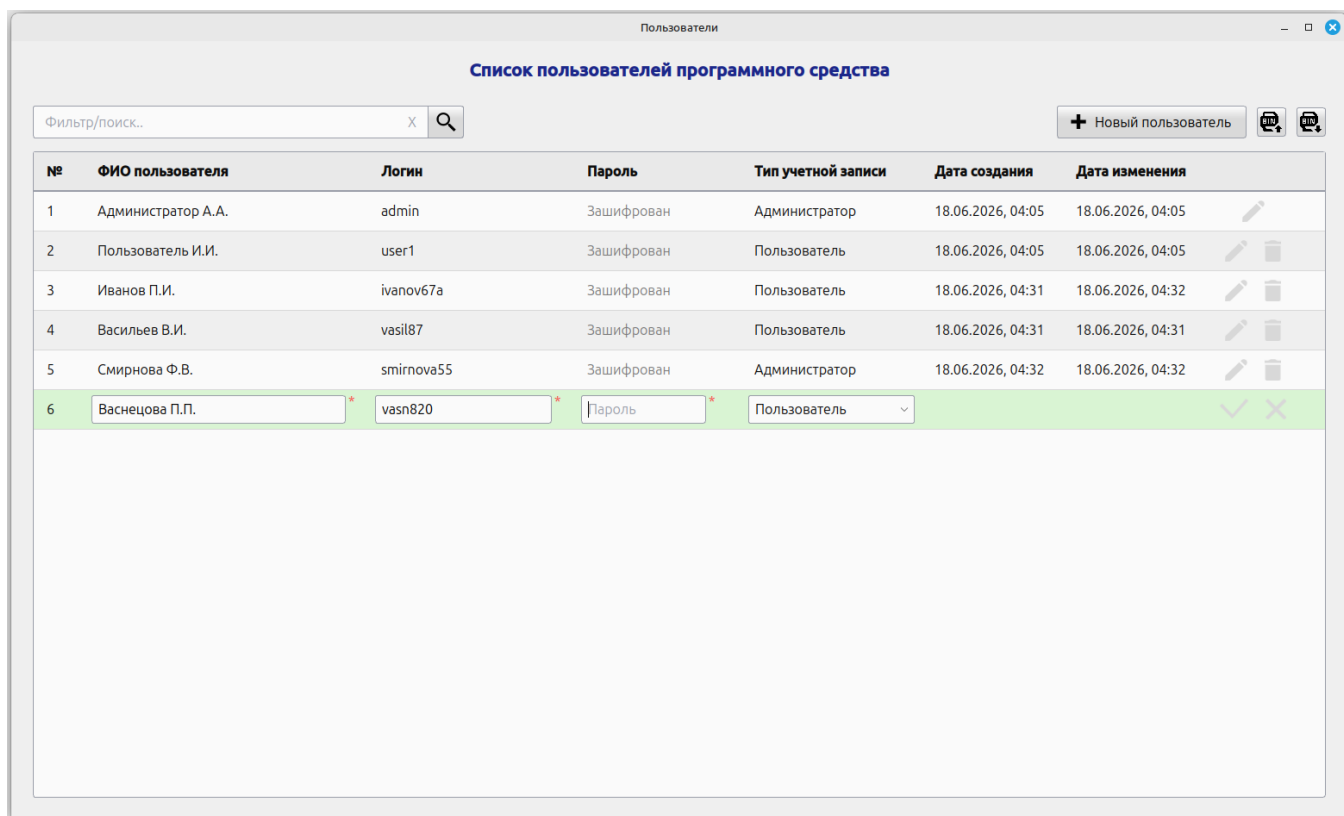 Пользователи
Список пользователей программного средства
Фильтр/поиск.. X Новый пользователь BIN BIN
№ ФИО пользователя Логин Пароль Тип учетной записи Дата создания Дата изменения
1 Администратор А.А. admin Зашифрован Администратор 18.06.2026, 04:05 18.06.2026, 04:05
2 Пользователь И.И. user1 Зашифрован Пользователь 18.06.2026, 04:05 18.06.2026, 04:05
3 Иванов П.И. ivanov67a Зашифрован Пользователь 18.06.2026, 04:31 18.06.2026, 04:32
4 Васильев В.И. vasil87 Зашифрован Пользователь 18.06.2026, 04:31 18.06.2026, 04:31
5 Смирнова Ф.В. smirnova55 Зашифрован Администратор 18.06.2026, 04:32 18.06.2026, 04:32
6 Васнецова П.П. * vasn820 * Пароль * Пользователь